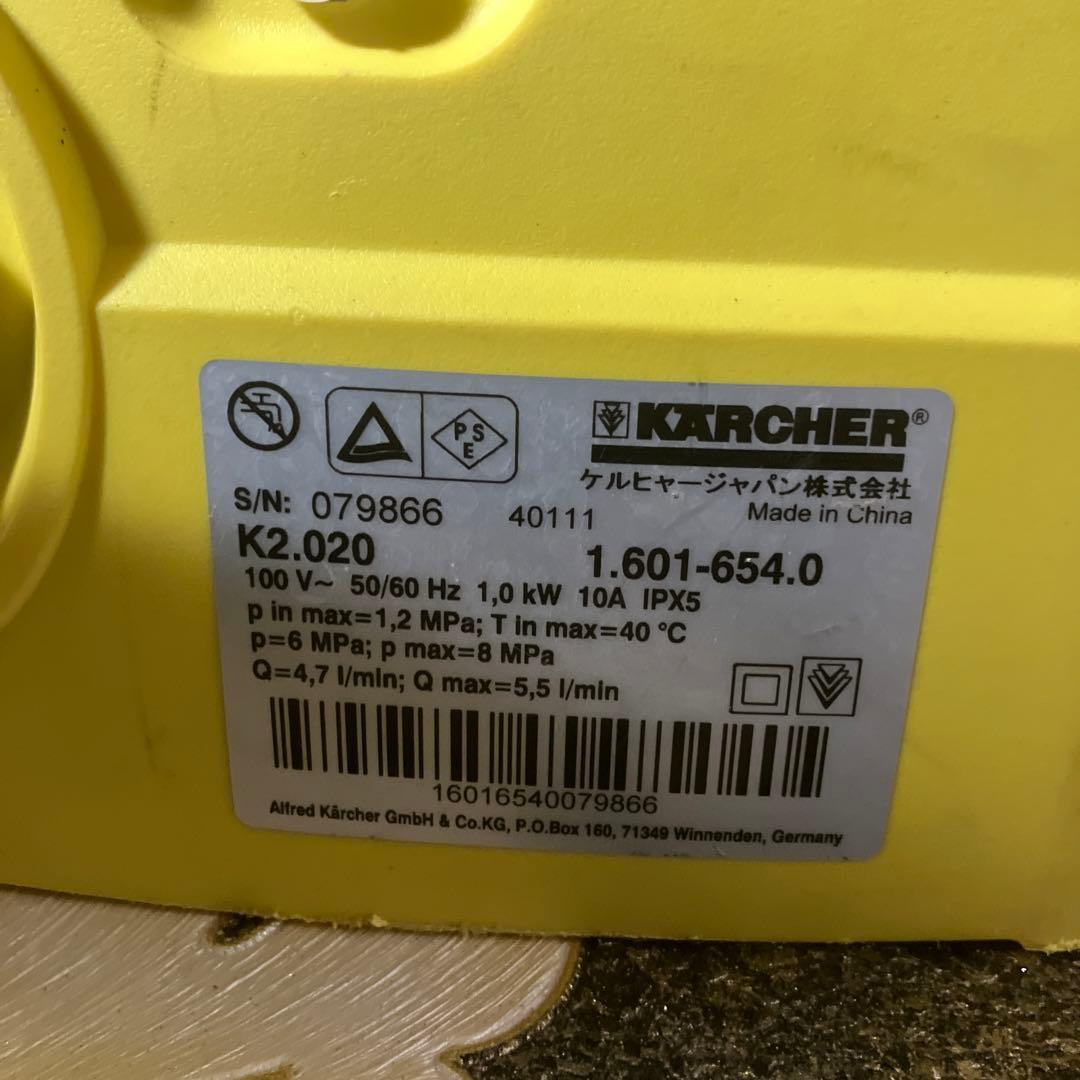 PSE
KÄRCHER®
ケルヒャージャパン株式会社
Made in China
S/N: 079866 40111
K2.020 1.601-654.0
100 V~ 50/60 Hz 1,0 kW 10A IPX5
p in max=1,2 MPa; T in max=40 °C
p=6 MPa; p max=8 MPa
Q=4,7 l/min; Q max=5,5 l/min
16016540079866
Alfred Kärcher GmbH & Co.KG, P.O.Box 160, 71349 Winnenden, Germany